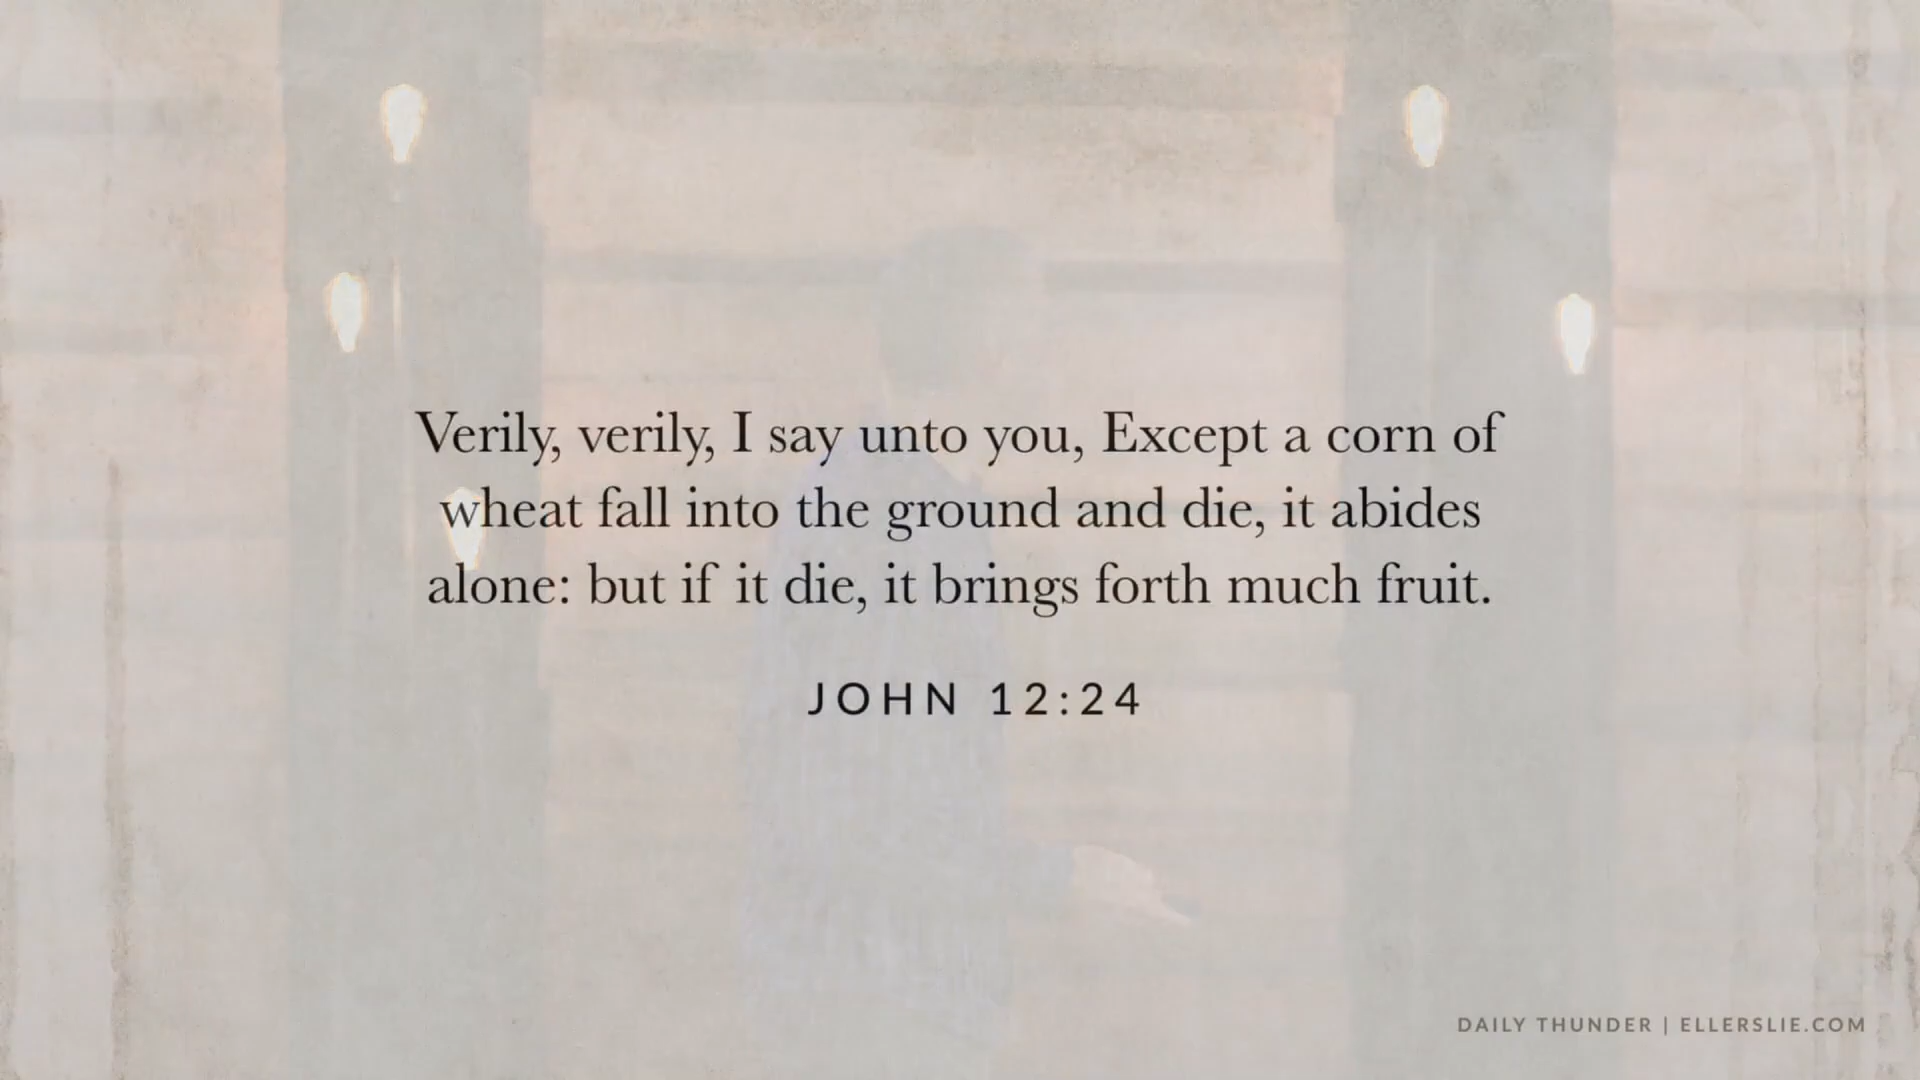 Verily, verily, I say unto you, Except a corn of
wheat fall into the ground and die, it abides
alone: but if it die, it brings forth much fruit.
JOHN 12:24
DAILY THUNDER | ELLERSLIE.COM